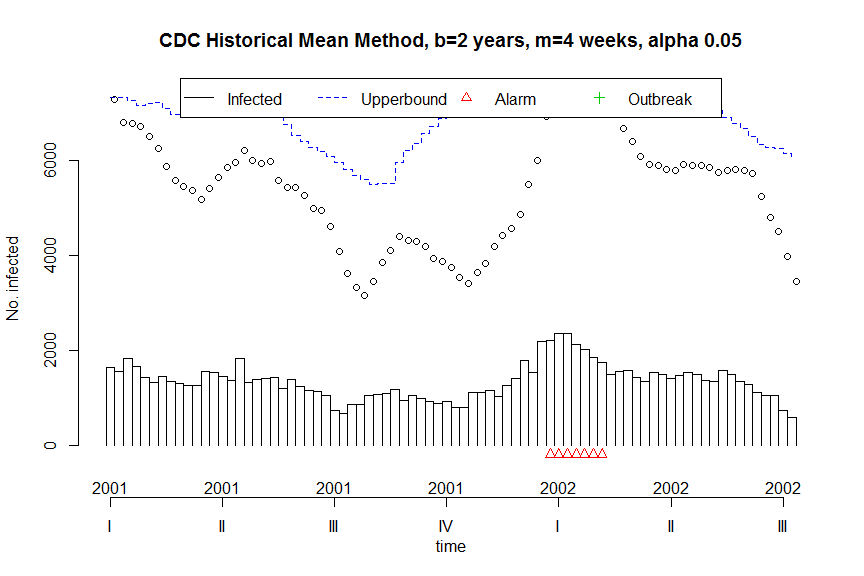 CDC Historical Mean Method, b=2 years, m=4 weeks, alpha 0.05
Infected Upperbound Alarm Outbreak
No. infected
6000
4000
2000
0
2001 2001 2001 2001 2002 2002 2002
I II III IV I II III
time